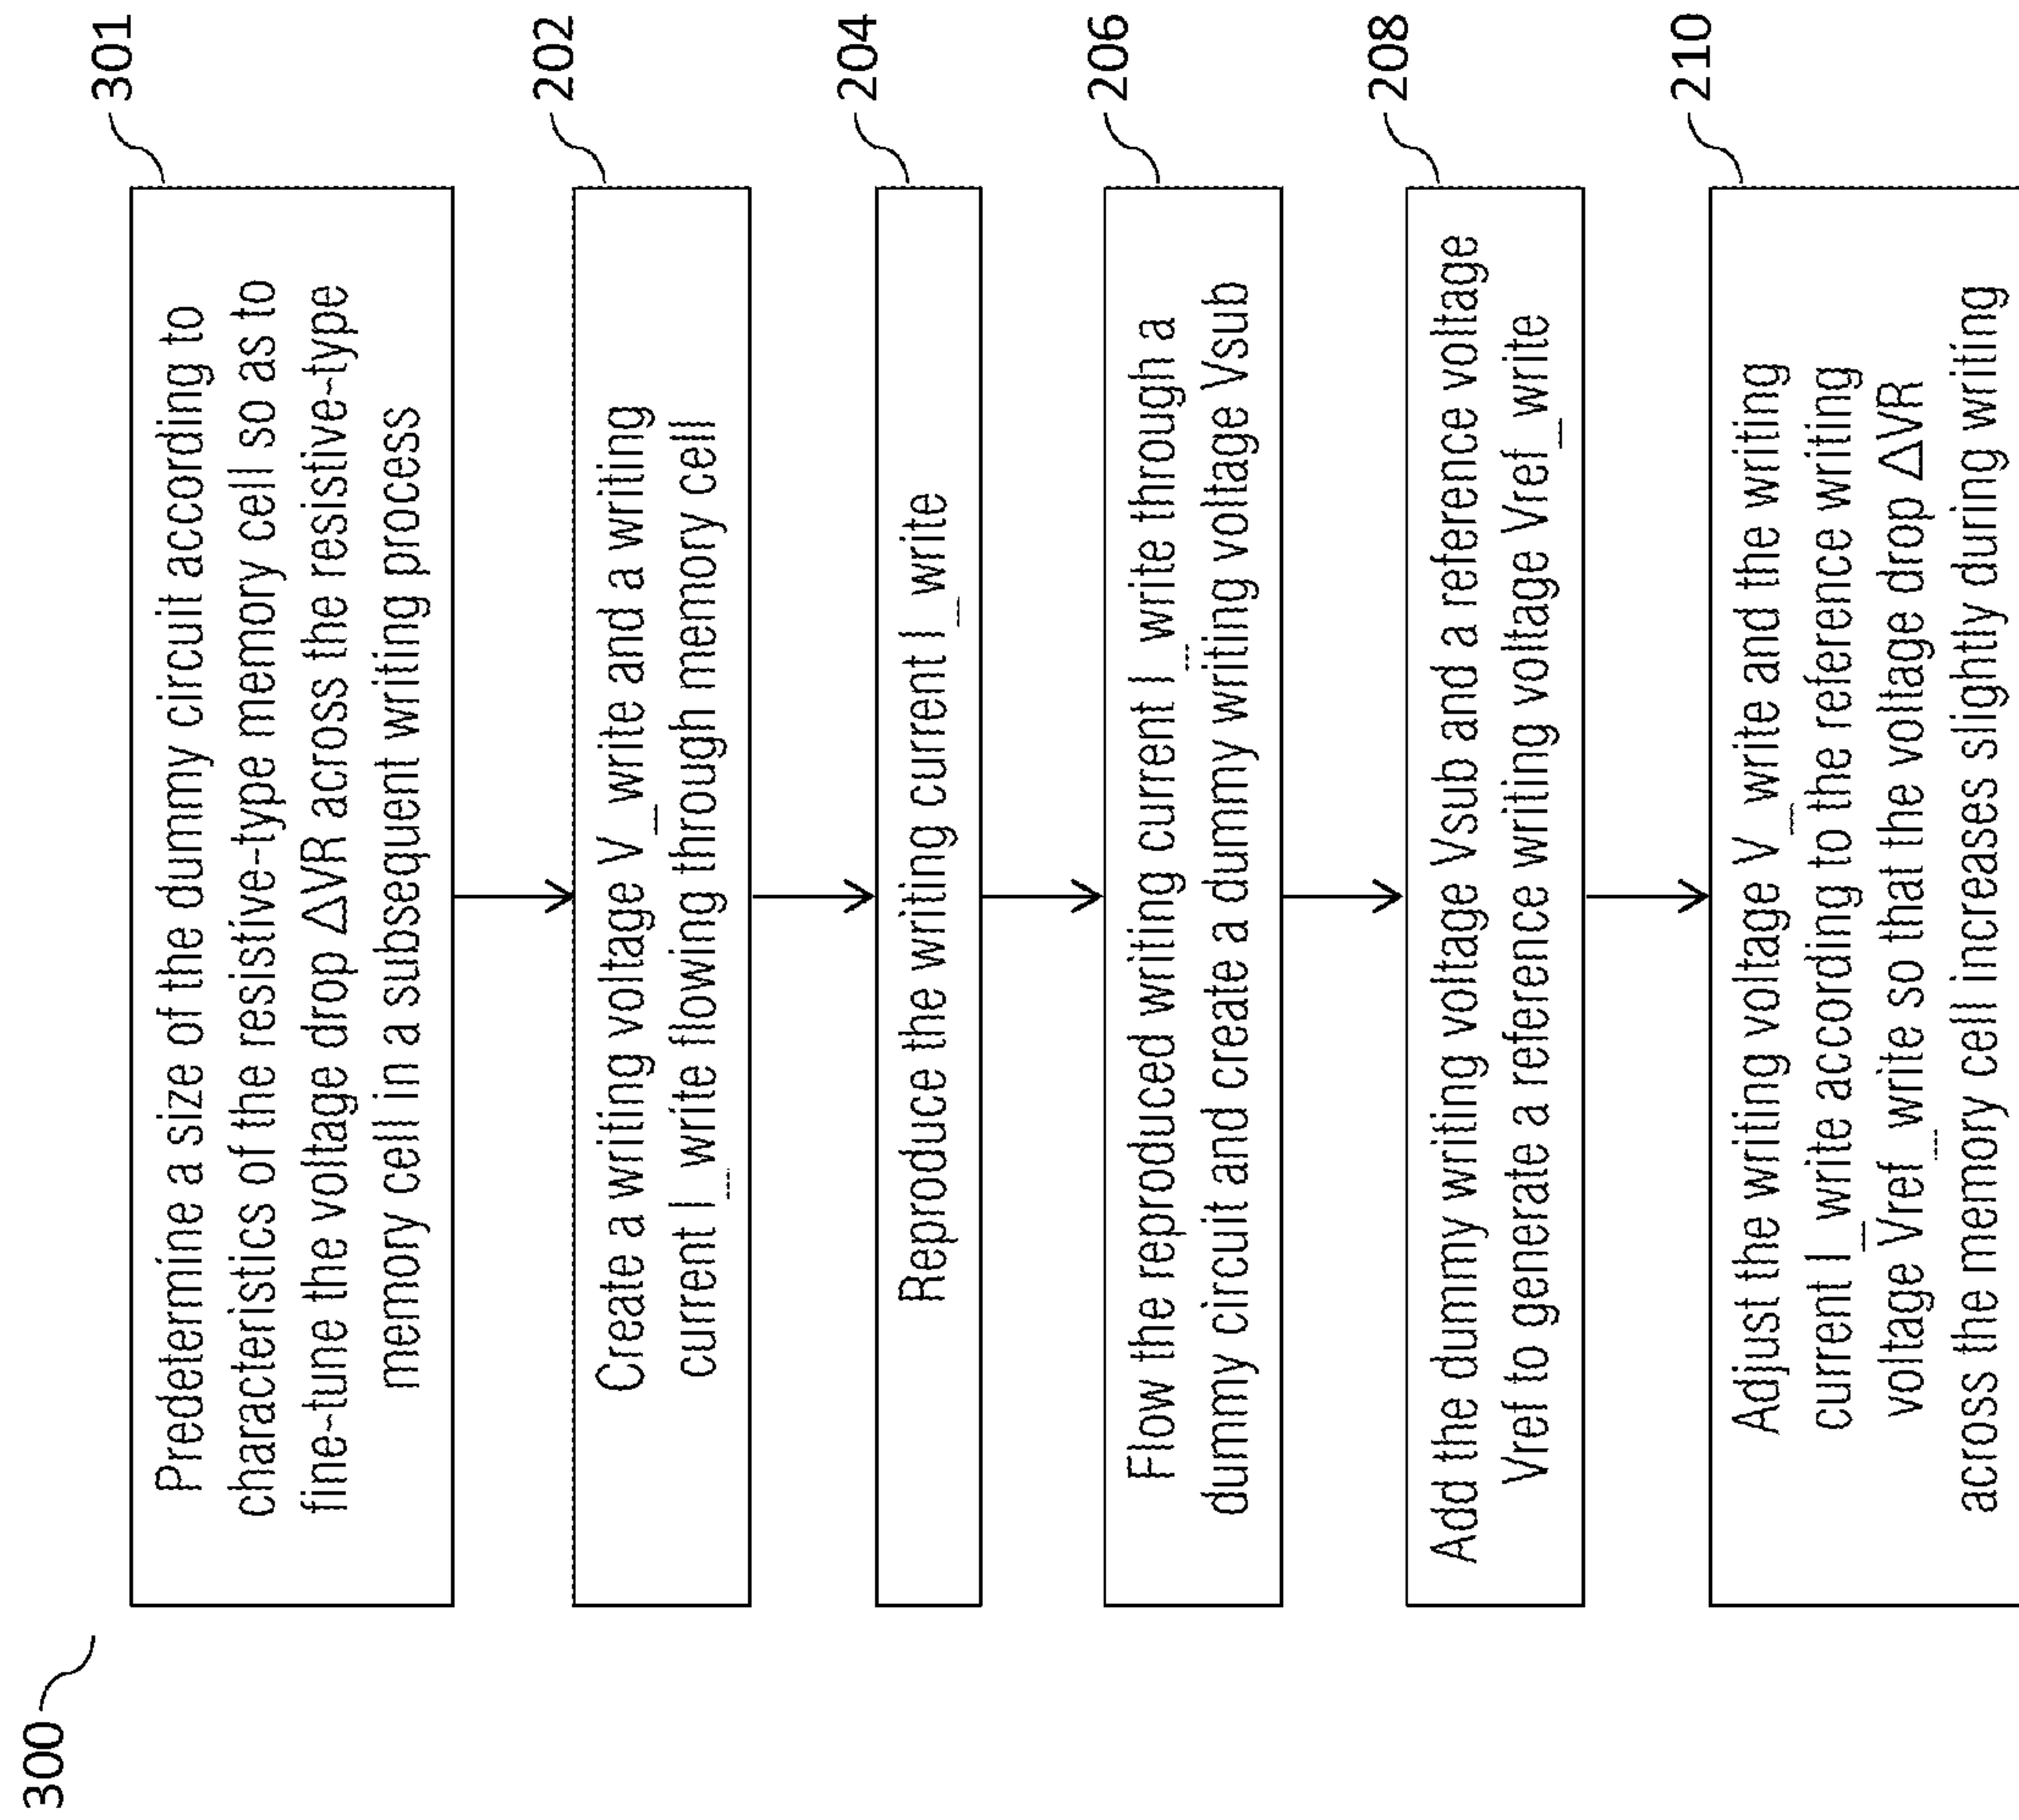 300
301
Predetermine a size of the dummy circuit according to
characteristics of the resistive-type memory cell so as to
fine-tune the voltage drop ΔVR across the resistive-type
memory cell in a subsequent writing process
202
Create a writing voltage V_write and a writing
current I_write flowing through memory cell
204
Reproduce the writing current I_write
206
Flow the reproduced writing current I_write through a
dummy circuit and create a dummy writing voltage Vsub
208
Add the dummy writing voltage Vsub and a reference voltage
Vref to generate a reference writing voltage Vref_write
210
Adjust the writing voltage V_write and the writing
current I_write according to the reference writing
voltage Vref_write so that the voltage drop ΔVR
across the memory cell increases slightly during writing